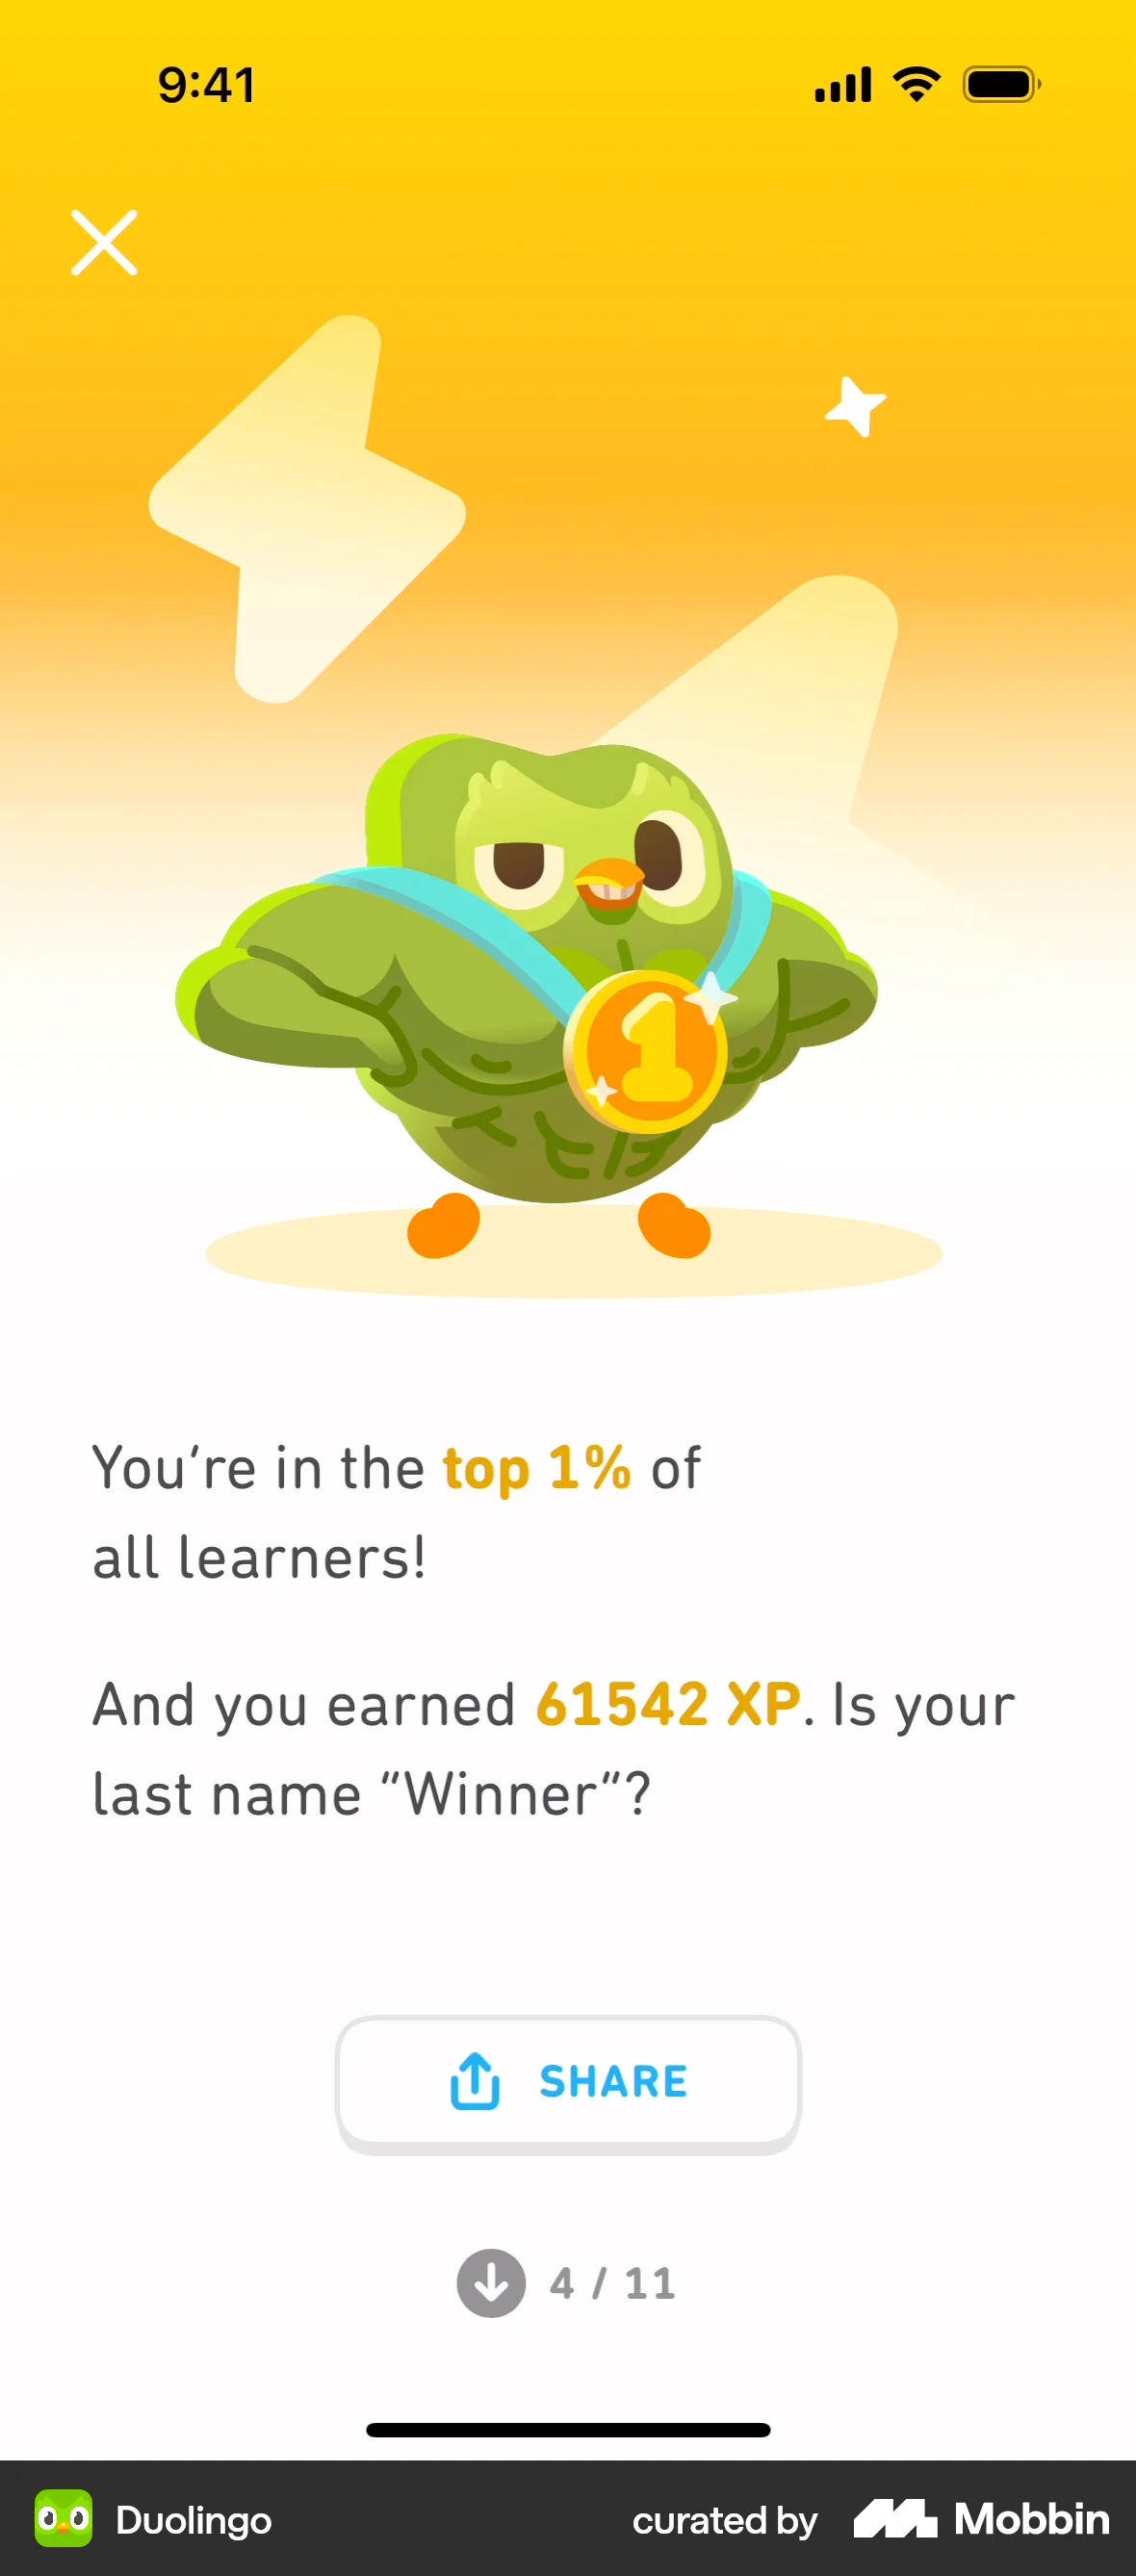 9:41
1
You’re in the top 1% of
all learners!
And you earned 61542 XP. Is your
last name “Winner”?
SHARE
4 / 11
Duolingo
curated by Mobbin